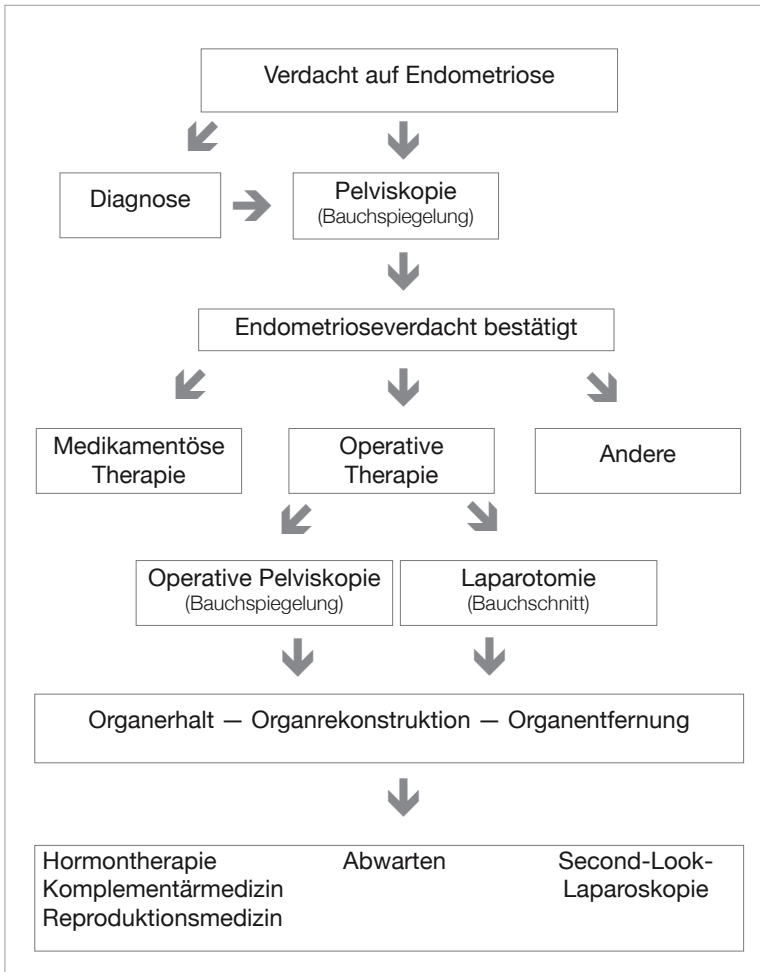 Verdacht auf Endometriose
Diagnose
Pelviskopie
(Bauchspiegelung)
Endometrioseverdacht bestätigt
Medikamentöse
Therapie
Operative
Therapie
Andere
Operative Pelviskopie
(Bauchspiegelung)
Laparotomie
(Bauchschnitt)
Organerhalt — Organrekonstruktion — Organentfernung
Hormontherapie
Komplementärmedizin
Reproduktionsmedizin
Abwarten
Second-Look-
Laparoskopie